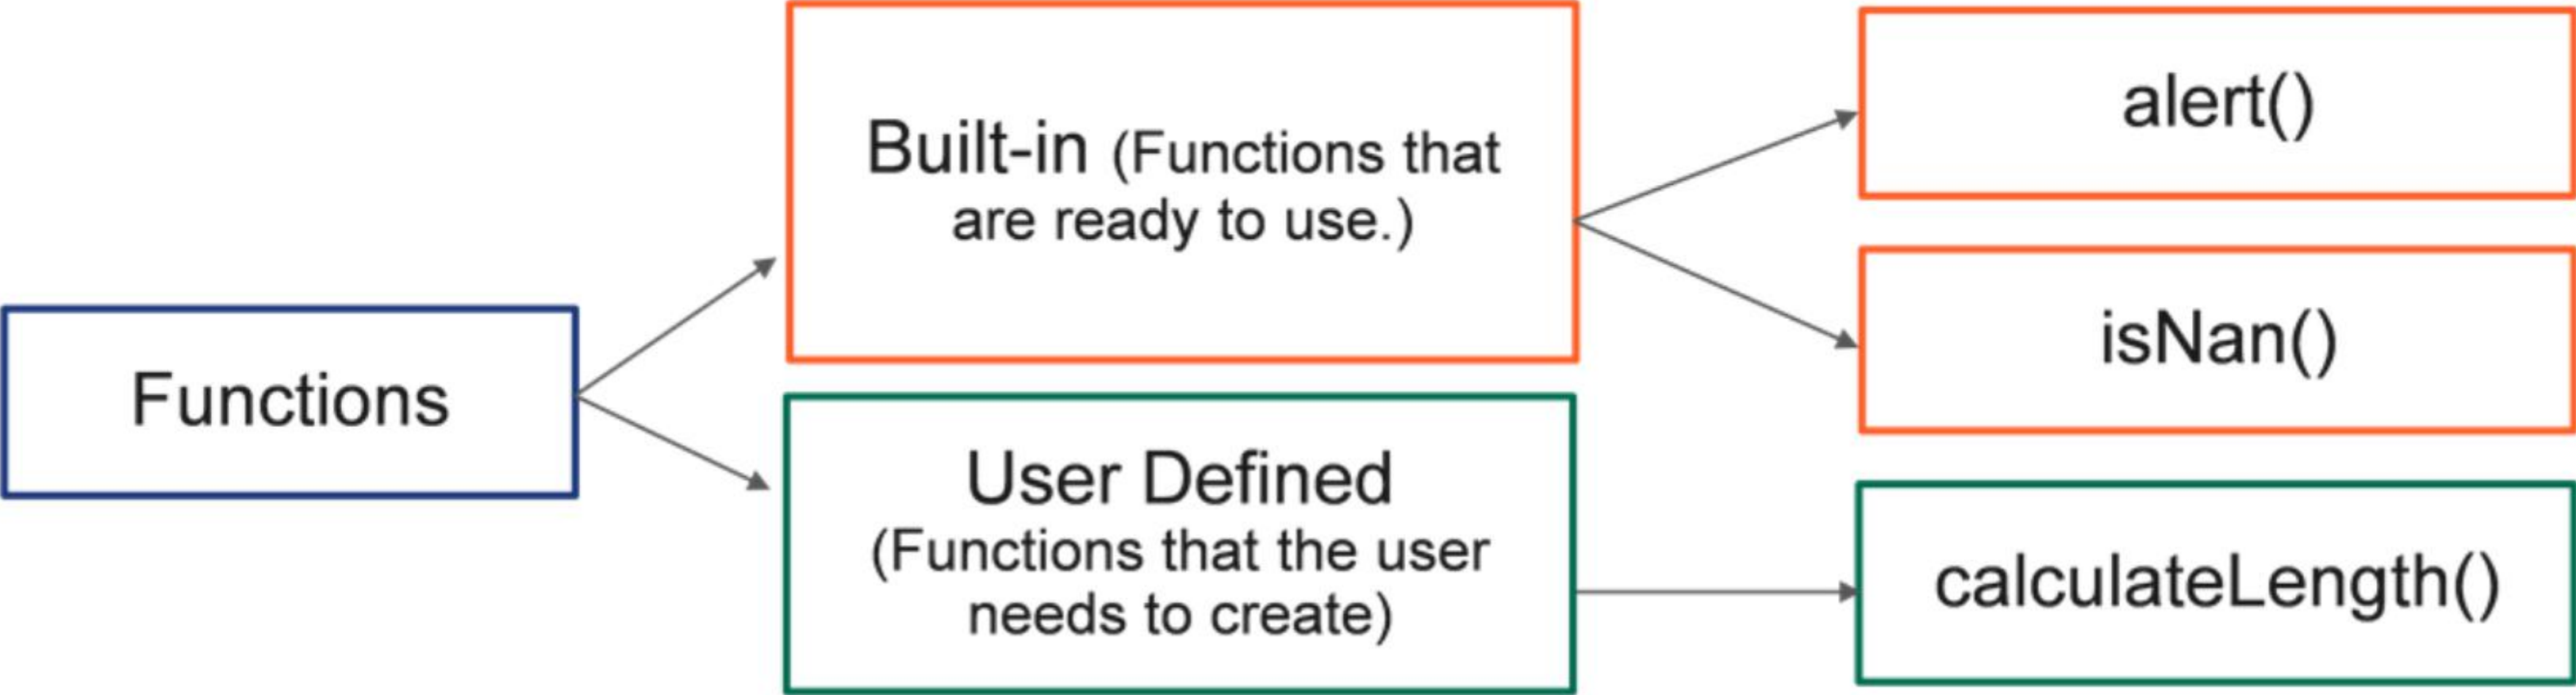 Functions
Built-in (Functions that
are ready to use.)
User Defined
(Functions that the user
needs to create)
alert()
isNan()
calculateLength()